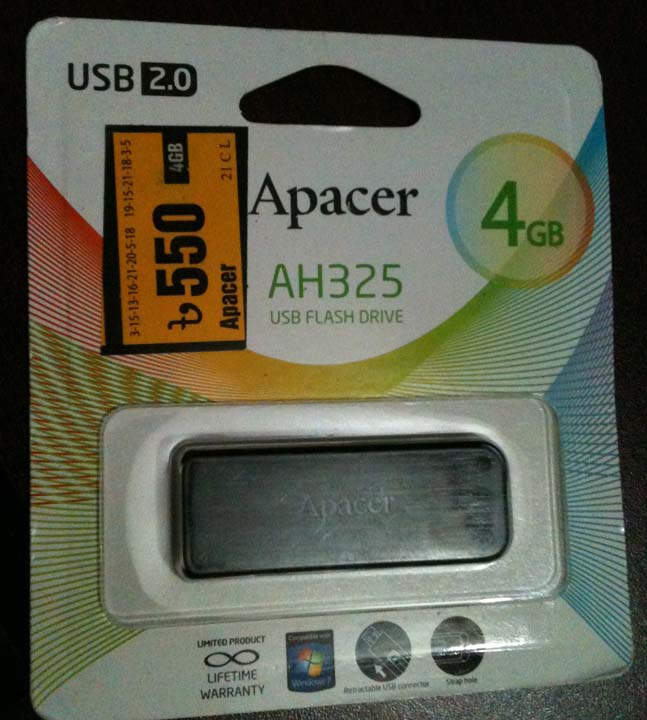 USB 2.0
3-15-13-16-21-20-5-18 19-15-21-18-3-5
৳550 4GB
Apacer 21 C L
Apacer
4GB
AH325
USB FLASH DRIVE
Apacer
LIMITED PRODUCT
LIFETIME
WARRANTY
Compatible with
Windows 7
Retractable USB connector
Strap hole